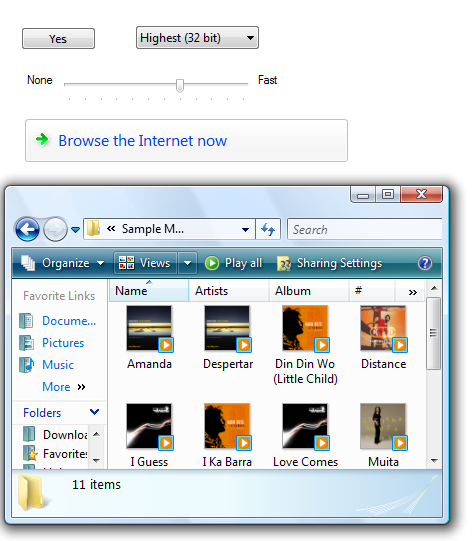 Yes
Highest (32 bit)
None
Fast
Browse the Internet now
« Sample M...
Search
Organize
Views
Play all
Sharing Settings
Favorite Links
Docume...
Pictures
Music
More »
Folders
Downloa
Favorites
Name
Artists
Album
#
»
Amanda
Despertar
Din Din Wo
(Little Child)
Distance
I Guess
I Ka Barra
Love Comes
Muita
11 items